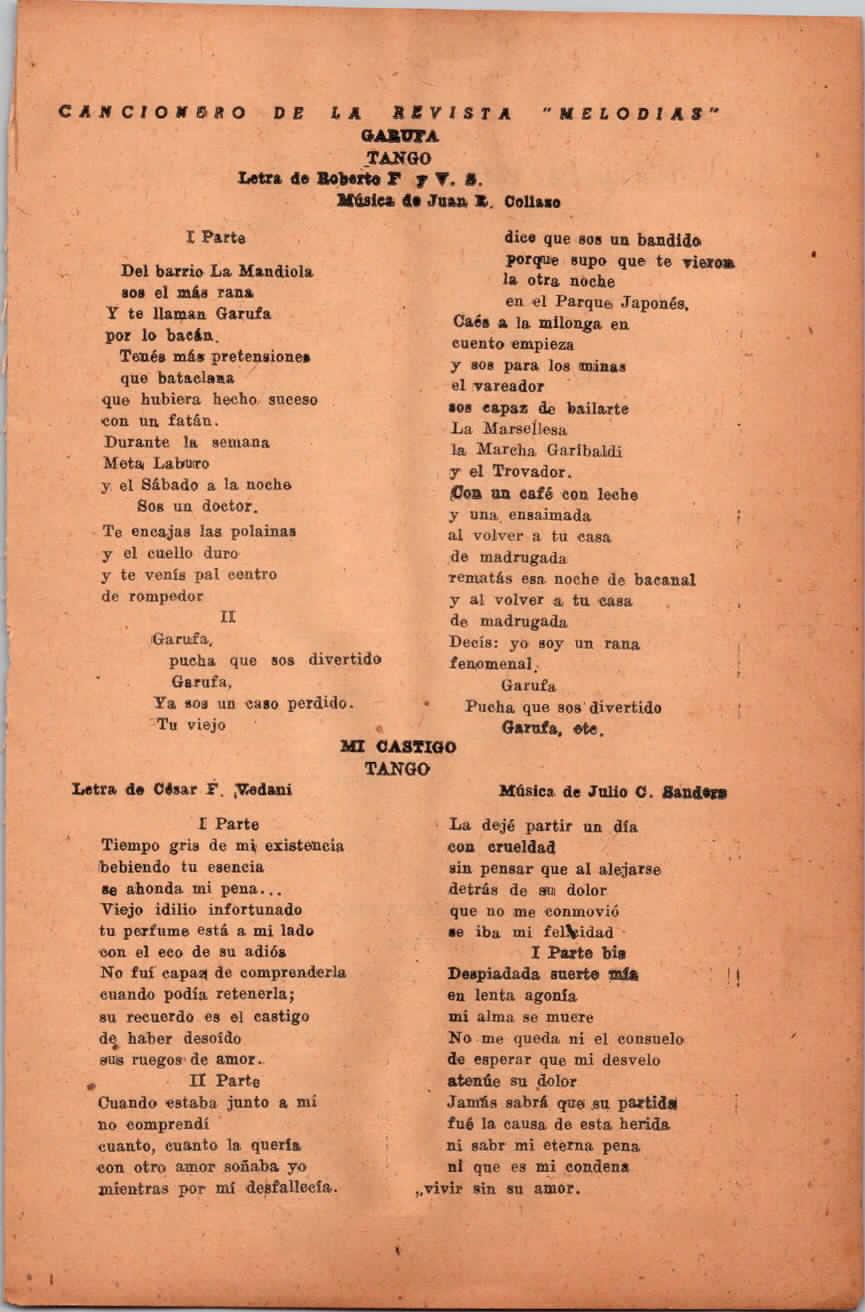 CANCIONERO DE LA REVISTA "MELODIAS"
GARUFA
TANGO
Letra de Roberto F y V. S.
Música de Juan R. Collazo
I Parte
Del barrio La Mandiola
sos el más rana
Y te llaman Garufa
por lo bacán.
Tenés más pretensiones
que bataclana
que hubiera hecho suceso
con un fatán.
Durante la semana
Meta Laburo
y el Sábado a la noche
Sos un doctor.
Te encajas las polainas
y el cuello duro
y te venís pal centro
de rompedor
II
Garufa,
pucha que sos divertido
Garufa,
Ya sos un caso perdido.
Tu viejo
dice que sos un bandido
porque supo que te vieron
la otra noche
en el Parque Japonés.
Caés a la milonga en
cuento empieza
y sos para los minas
el vareador
sos capaz de bailarte
La Marsellesa
la Marcha Garibaldi
y el Trovador.
Con un café con leche
y una ensaimada
al volver a tu casa
de madrugada
rematás esa noche de bacanal
y al volver a tu casa
de madrugada
Decís: yo soy un rana
fenomenal.
Garufa
Pucha que sos divertido
Garufa, etc.
MI CASTIGO
TANGO
Letra de César F. Vedani
Música de Julio C. Sanders
I Parte
Tiempo gris de mi existencia
bebiendo tu esencia
se ahonda mi pena...
Viejo idilio infortunado
tu perfume está a mi lado
con el eco de su adiós
No fuí capaz de comprenderla
cuando podía retenerla;
su recuerdo es el castigo
de haber desoído
sus ruegos de amor.
II Parte
Cuando estaba junto a mí
no comprendí
cuanto, cuanto la quería
con otro amor soñaba yo
mientras por mí desfallecía.
La dejé partir un día
con crueldad
sin pensar que al alejarse
detrás de su dolor
que no me conmovió
se iba mi felicidad
I Parte bis
Despiadada suerte mía
en lenta agonía
mi alma se muere
No me queda ni el consuelo
de esperar que mi desvelo
atenúe su dolor
Jamás sabrá que su partida
fué la causa de esta herida
ni sabr mi eterna pena
ni que es mi condena
vivir sin su amor.